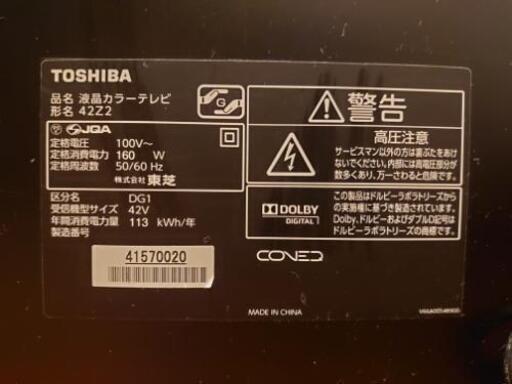 TOSHIBA
品名 液晶カラーテレビ
形名 42Z2
JQA
定格電圧 100V〜
定格消費電力 160 W
定格周波数 50/60 Hz
株式会社 東芝
区分名 DG1
受信機型サイズ 42V
年間消費電力量 113 kWh/年
製造番号
41570020
G
警告
高圧注意
サービスマン以外の方は裏ぶたをあけ
ないでください。内部には高電圧部分が
数多くあり、万一さわると危険です。
DOLBY
DIGITAL
この製品はドルビーラボラトリーズから
の実施権に基づき製造されています。
Dolby、ドルビーおよびダブルD記号は
ドルビーラボラトリーズの商標です。
CONEQ
MADE IN CHINA